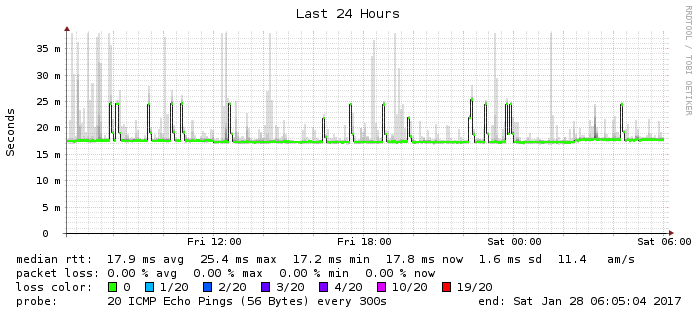 Last 24 Hours
RRDTOOL / TOBI OETIKER
Seconds
35 m
30 m
25 m
20 m
15 m
10 m
5 m
0
Fri 12:00 Fri 18:00 Sat 00:00 Sat 06:00
median rtt: 17.9 ms avg 25.4 ms max 17.2 ms min 17.8 ms now 1.6 ms sd 11.4 am/s
packet loss: 0.00 % avg 0.00 % max 0.00 % min 0.00 % now
loss color: 0 1/20 2/20 3/20 4/20 10/20 19/20
probe: 20 ICMP Echo Pings (56 Bytes) every 300s end: Sat Jan 28 06:05:04 2017